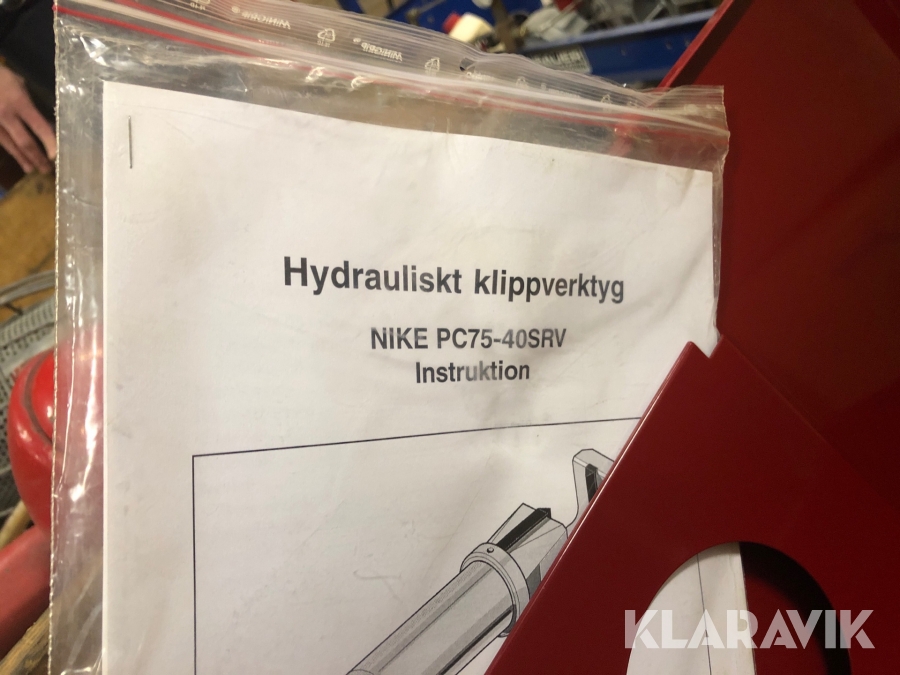 Hydrauliskt klippverktyg
NIKE PC75-40SRV
Instruktion
KLARAVIK